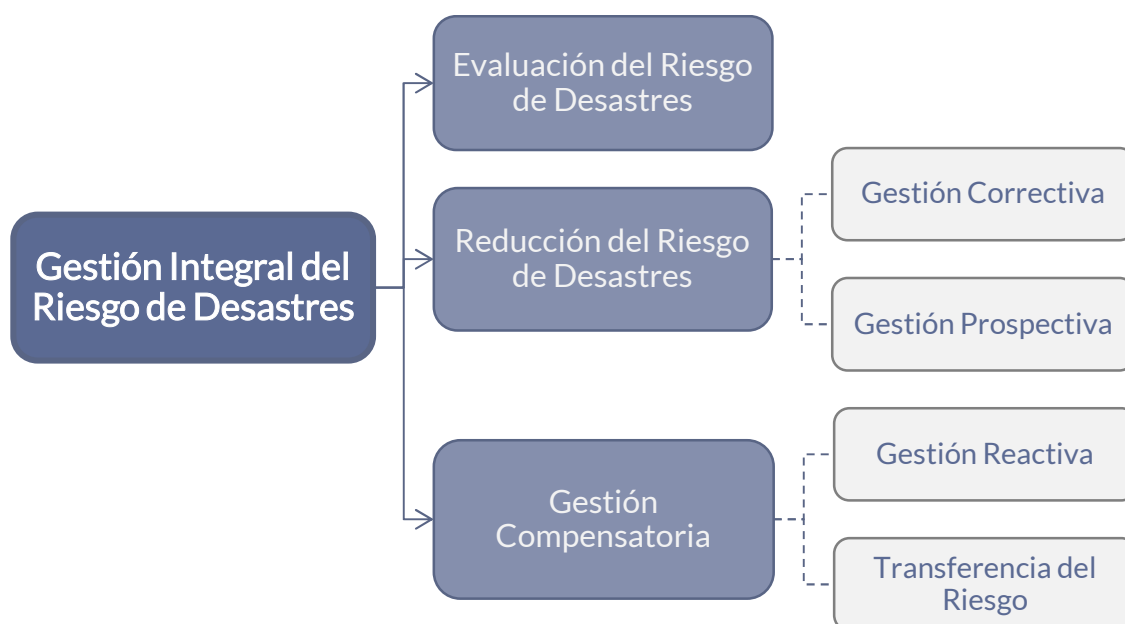 Evaluación del Riesgo
de Desastres
Gestión Integral del
Riesgo de Desastres
Reducción del Riesgo
de Desastres
Gestión Correctiva
Gestión Prospectiva
Gestión
Compensatoria
Gestión Reactiva
Transferencia del
Riesgo